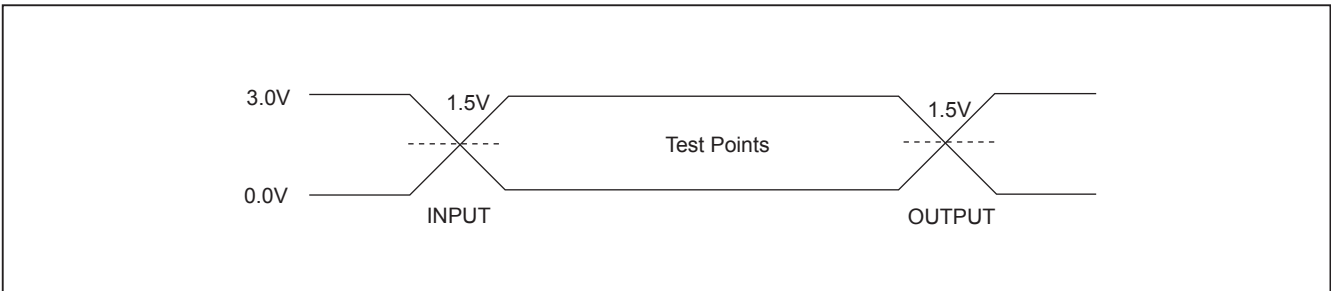 3.0V
1.5V
1.5V
Test Points
0.0V
INPUT
OUTPUT